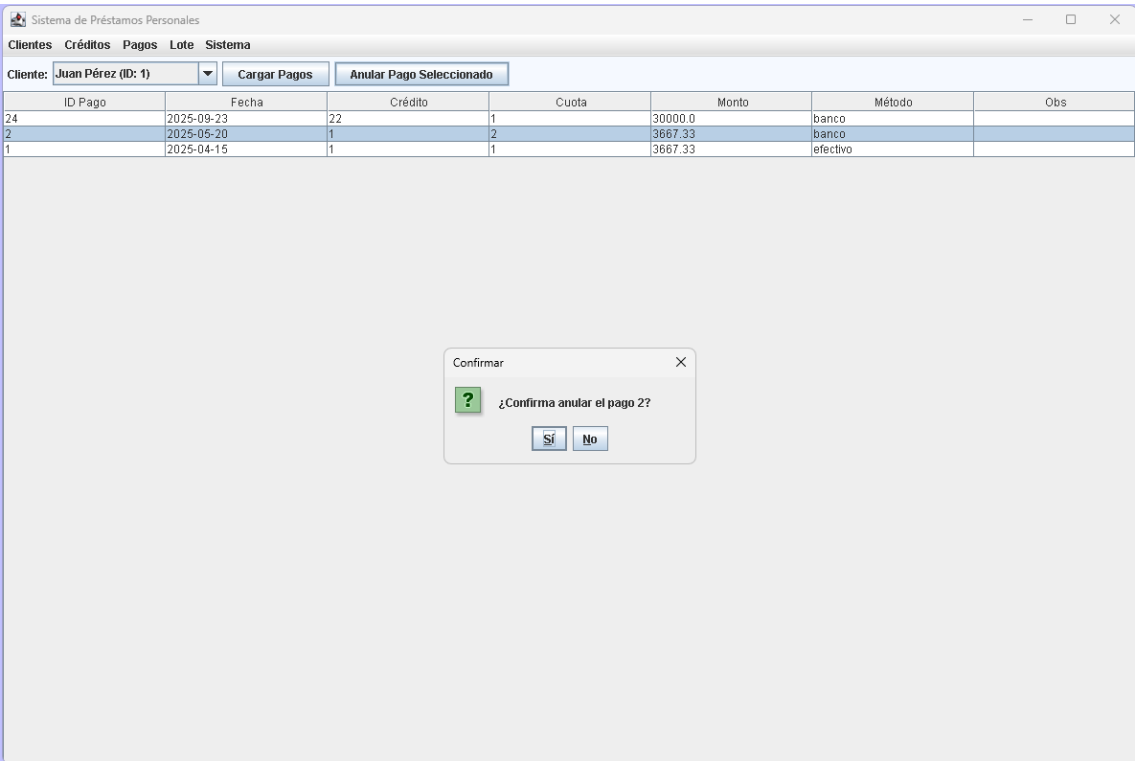 Sistema de Préstamos Personales
Clientes Créditos Pagos Lote Sistema
Cliente: Juan Pérez (ID: 1) Cargar Pagos Anular Pago Seleccionado
ID Pago Fecha Crédito Cuota Monto Método Obs
24 2025-09-23 22 1 30000.0 banco
2 2025-05-20 1 2 3667.33 banco
1 2025-04-15 1 1 3667.33 efectivo
Confirmar
? ¿Confirma anular el pago 2?
Sí No